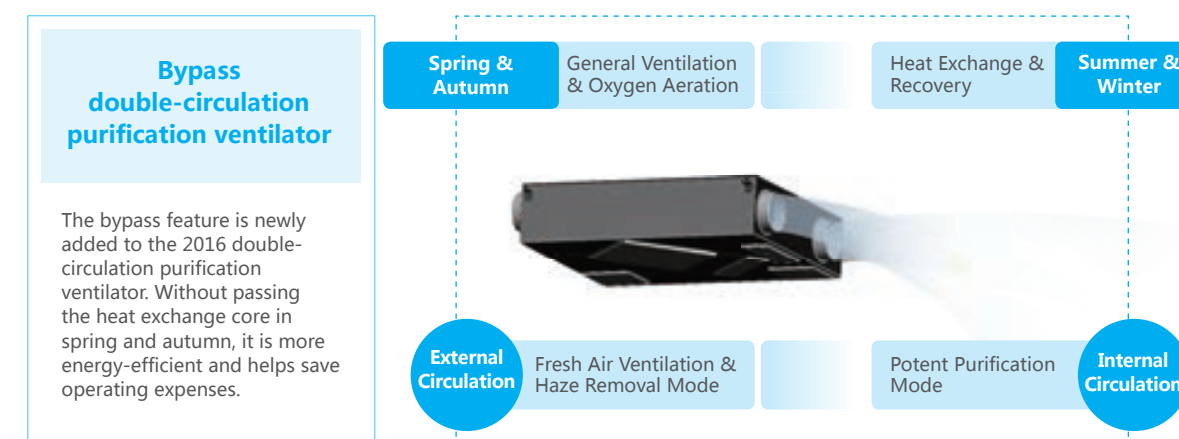 Bypass
double-circulation
purification ventilator
The bypass feature is newly
added to the 2016 double-
circulation purification
ventilator. Without passing
the heat exchange core in
spring and autumn, it is more
energy-efficient and helps save
operating expenses.
Spring &
Autumn
General Ventilation
& Oxygen Aeration
Heat Exchange &
Recovery
Summer &
Winter
External
Circulation
Fresh Air Ventilation &
Haze Removal Mode
Potent Purification
Mode
Internal
Circulation